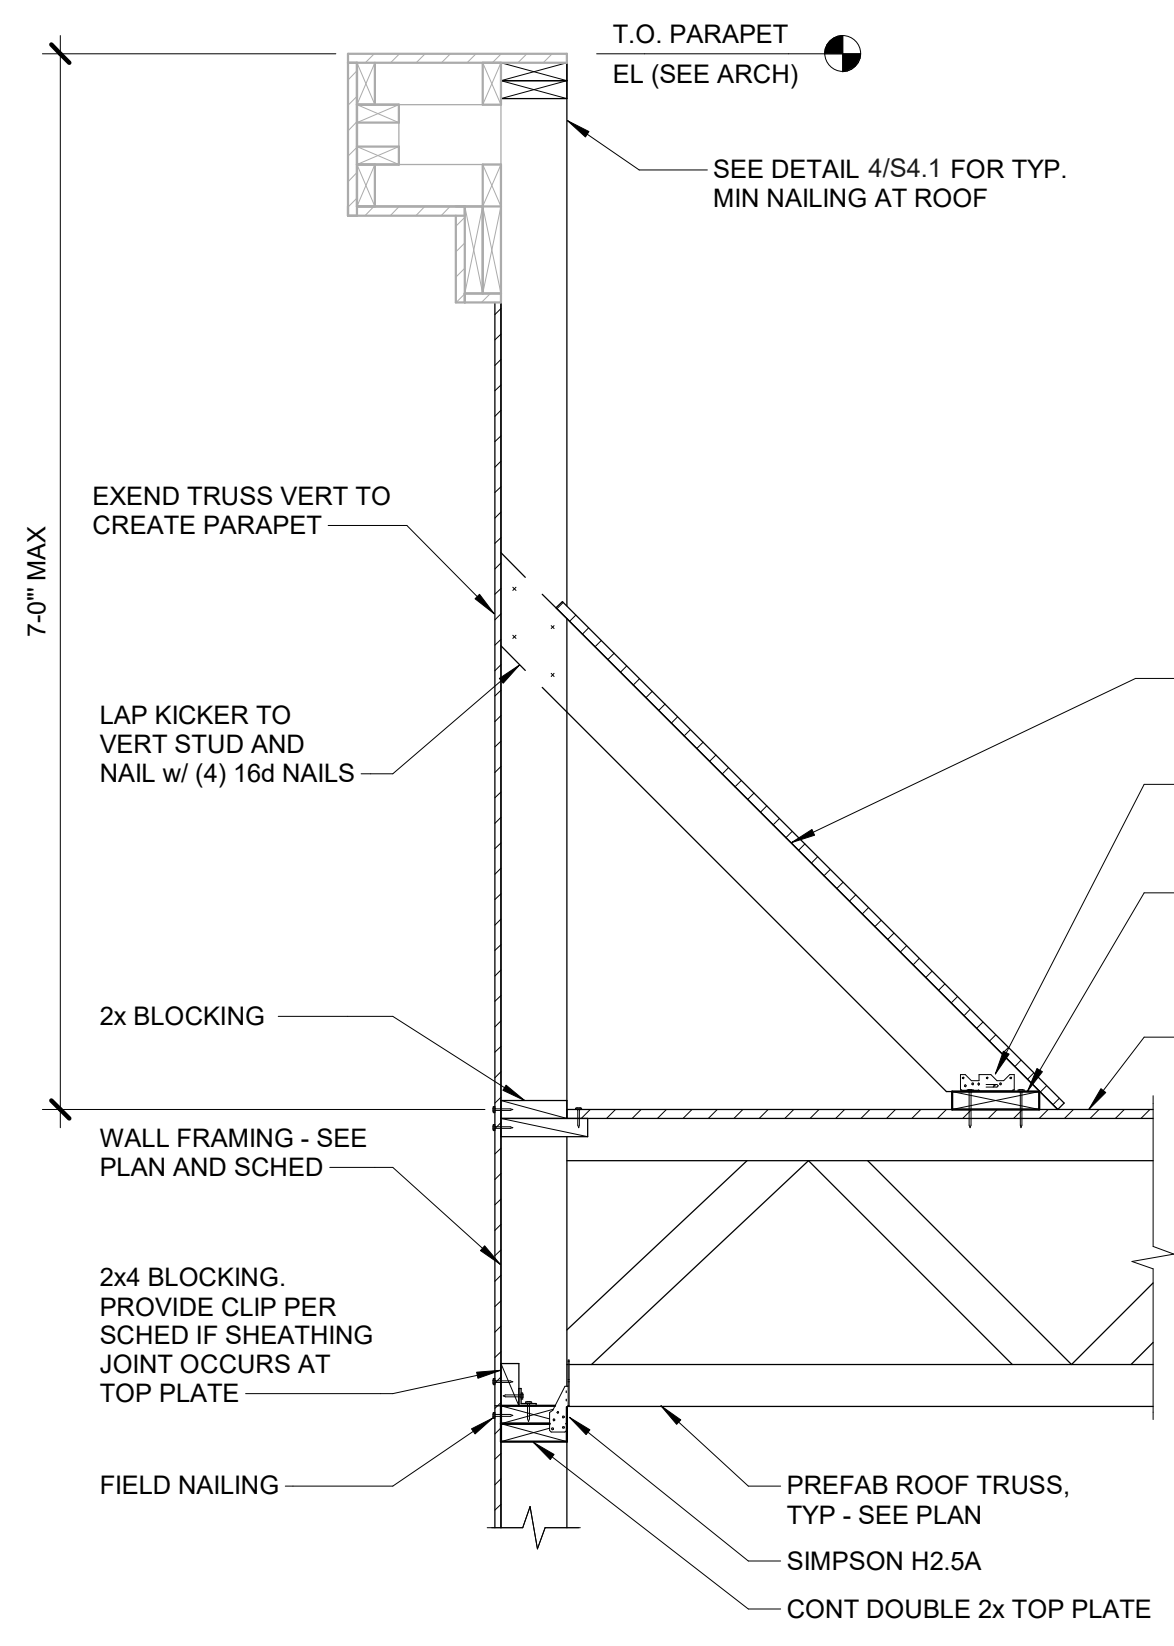 T.O. PARAPET
EL (SEE ARCH)
SEE DETAIL 4/S4.1 FOR TYP.
MIN NAILING AT ROOF
EXEND TRUSS VERT TO
CREATE PARAPET
7-0"' MAX
LAP KICKER TO
VERT STUD AND
NAIL w/ (4) 16d NAILS
2x BLOCKING
WALL FRAMING - SEE
PLAN AND SCHED
2x4 BLOCKING.
PROVIDE CLIP PER
SCHED IF SHEATHING
JOINT OCCURS AT
TOP PLATE
FIELD NAILING
PREFAB ROOF TRUSS,
TYP - SEE PLAN
SIMPSON H2.5A
CONT DOUBLE 2x TOP PLATE